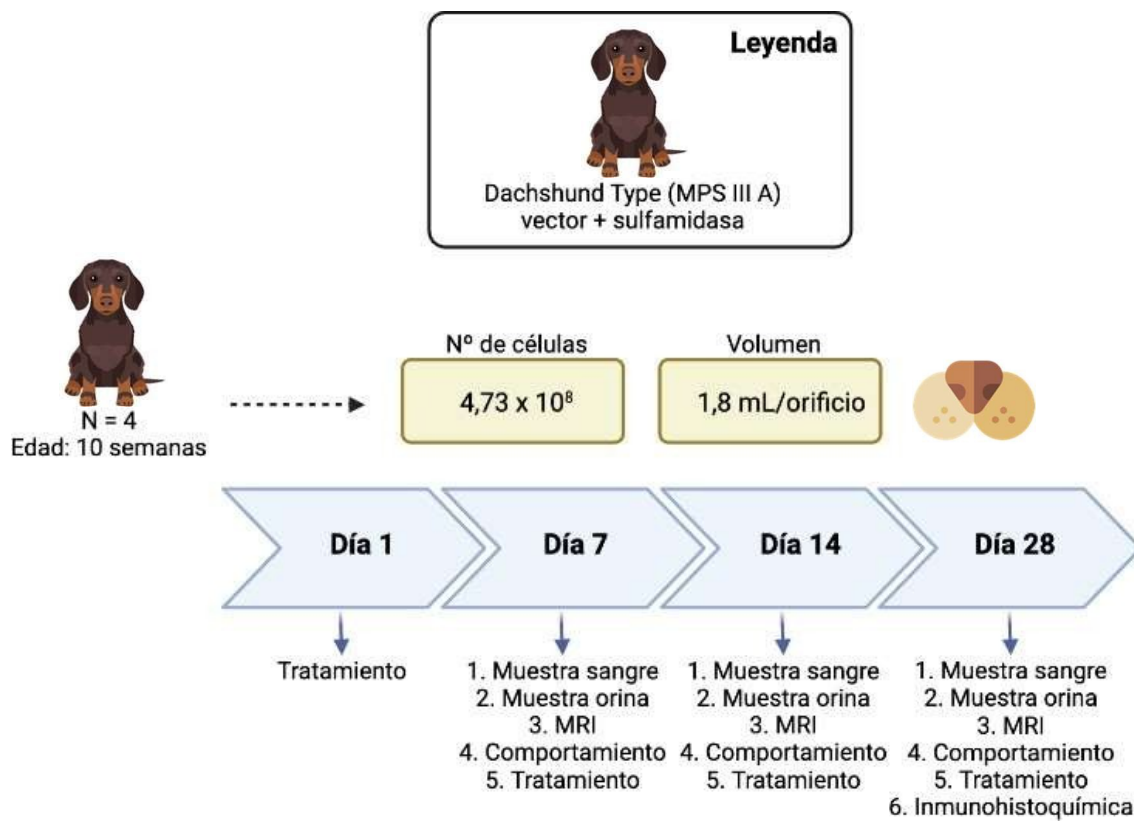 Leyenda
Dachshund Type (MPS III A)
vector + sulfamidasa
N = 4
Edad: 10 semanas
Nº de células
4,73 x 10⁸
Volumen
1,8 mL/orificio
Día 1
Día 7
Día 14
Día 28
Tratamiento
1. Muestra sangre
2. Muestra orina
3. MRI
4. Comportamiento
5. Tratamiento
1. Muestra sangre
2. Muestra orina
3. MRI
4. Comportamiento
5. Tratamiento
1. Muestra sangre
2. Muestra orina
3. MRI
4. Comportamiento
5. Tratamiento
6. Inmunohistoquímica